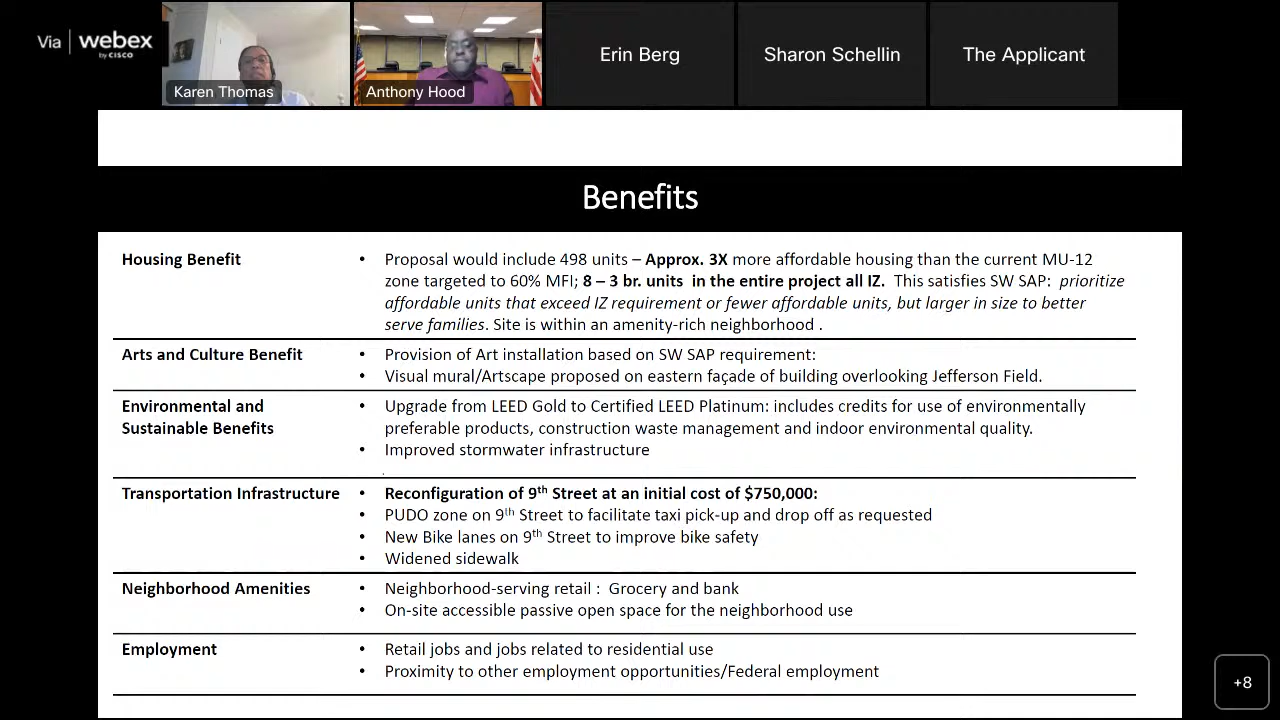 Via | webex
by CISCO
Karen Thomas
Anthony Hood
Erin Berg
Sharon Schellin
The Applicant
Benefits
Housing Benefit
• Proposal would include 498 units – Approx. 3X more affordable housing than the current MU-12
zone targeted to 60% MFI; 8 – 3 br. units in the entire project all IZ. This satisfies SW SAP: prioritize
affordable units that exceed IZ requirement or fewer affordable units, but larger in size to better
serve families. Site is within an amenity-rich neighborhood .
Arts and Culture Benefit
• Provision of Art installation based on SW SAP requirement:
• Visual mural/Artscape proposed on eastern façade of building overlooking Jefferson Field.
Environmental and
Sustainable Benefits
• Upgrade from LEED Gold to Certified LEED Platinum: includes credits for use of environmentally
preferable products, construction waste management and indoor environmental quality.
• Improved stormwater infrastructure
.
Transportation Infrastructure
• Reconfiguration of 9th Street at an initial cost of $750,000:
• PUDO zone on 9th Street to facilitate taxi pick-up and drop off as requested
• New Bike lanes on 9th Street to improve bike safety
• Widened sidewalk
Neighborhood Amenities
• Neighborhood-serving retail : Grocery and bank
• On-site accessible passive open space for the neighborhood use
Employment
• Retail jobs and jobs related to residential use
• Proximity to other employment opportunities/Federal employment
+8